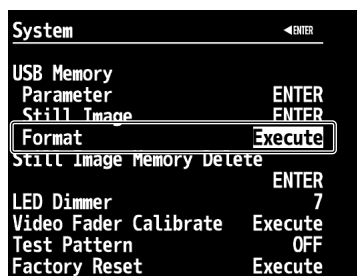 System ◀ENTER
USB Memory
Parameter ENTER
Still Image ENTER
Format Execute
Still Image Memory Delete
ENTER
LED Dimmer 7
Video Fader Calibrate Execute
Test Pattern OFF
Factory Reset Execute